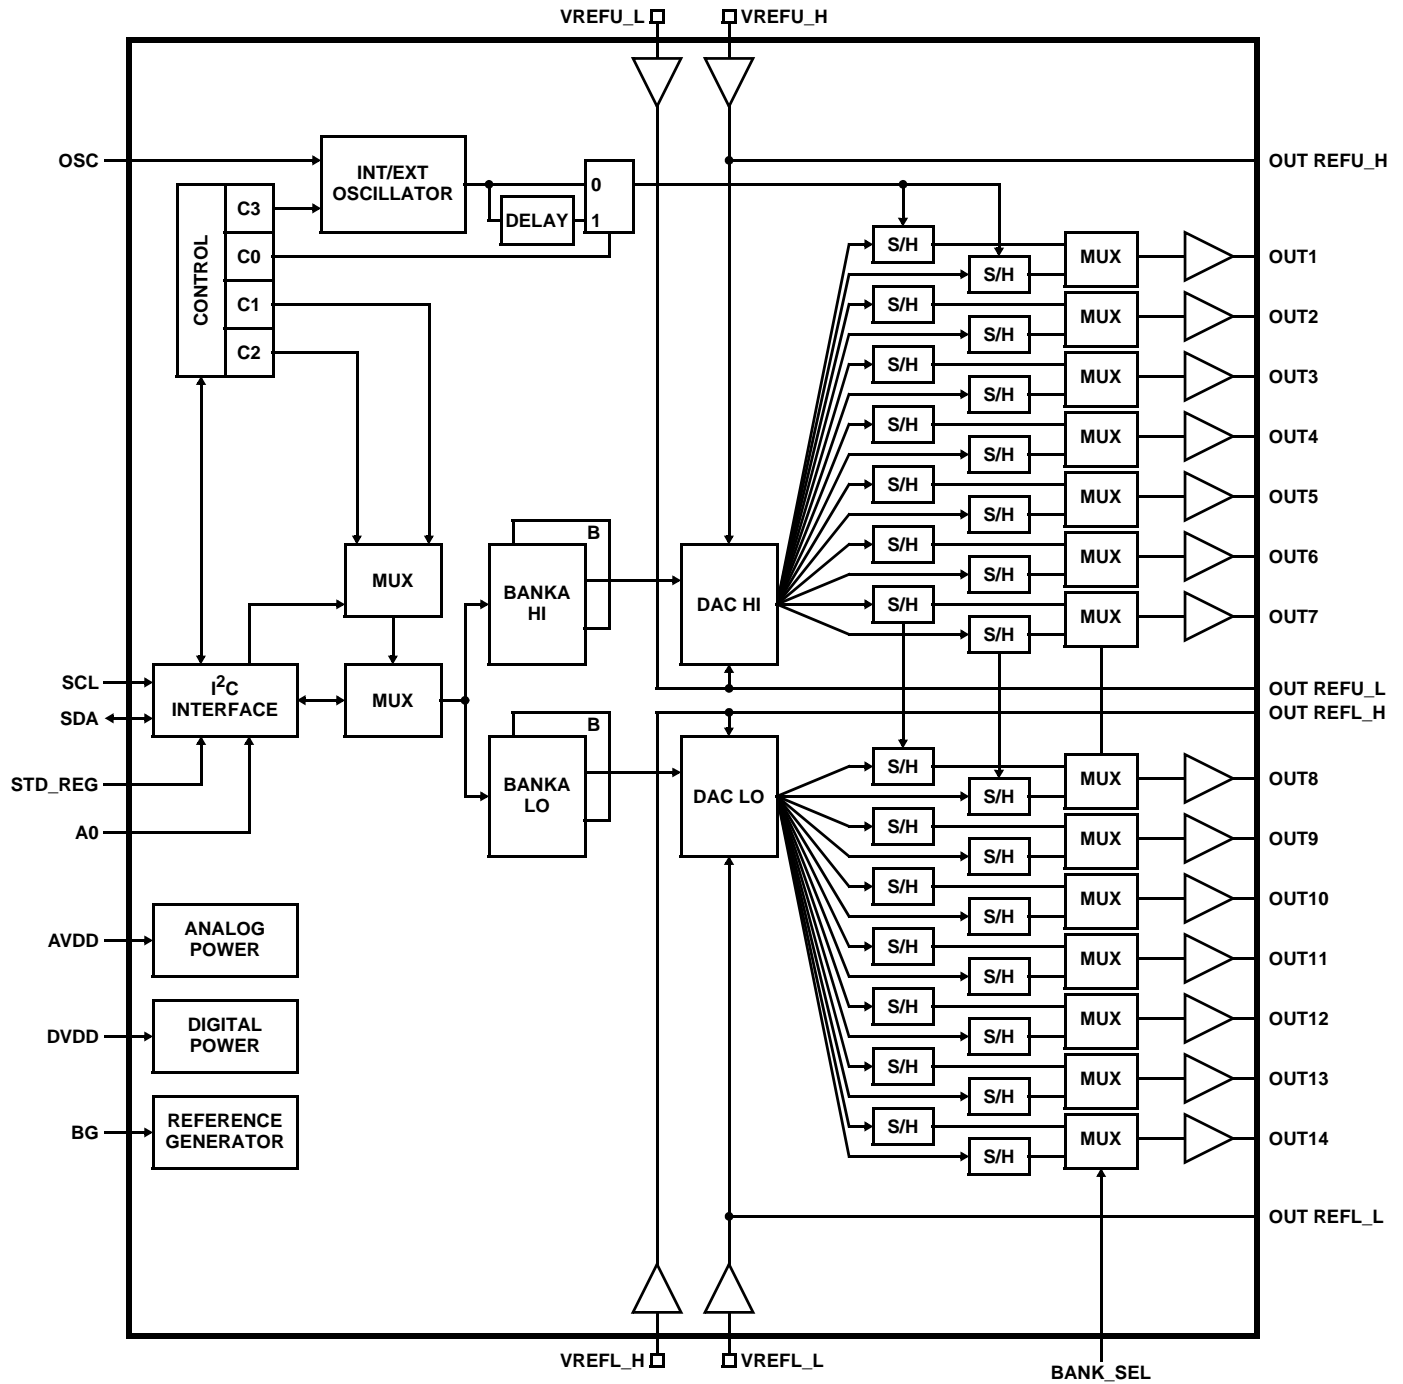 VREFU_L
VREFU_H
OSC
INT/EXT
OSCILLATOR
0
DELAY
1
OUT REFU_H
CONTROL
C3
C0
C1
C2
S/H
S/H
MUX
OUT1
S/H
S/H
MUX
OUT2
S/H
S/H
MUX
OUT3
S/H
S/H
MUX
OUT4
S/H
S/H
MUX
OUT5
S/H
S/H
MUX
OUT6
S/H
S/H
MUX
OUT7
MUX
B
BANKA
HI
DAC HI
SCL
SDA
I2C
INTERFACE
MUX
OUT REFU_L
OUT REFL_H
B
BANKA
LO
DAC LO
STD_REG
A0
S/H
S/H
MUX
OUT8
S/H
S/H
MUX
OUT9
S/H
S/H
MUX
OUT10
S/H
S/H
MUX
OUT11
S/H
S/H
MUX
OUT12
S/H
S/H
MUX
OUT13
S/H
S/H
MUX
OUT14
AVDD
ANALOG
POWER
DVDD
DIGITAL
POWER
BG
REFERENCE
GENERATOR
OUT REFL_L
VREFL_H
VREFL_L
BANK_SEL